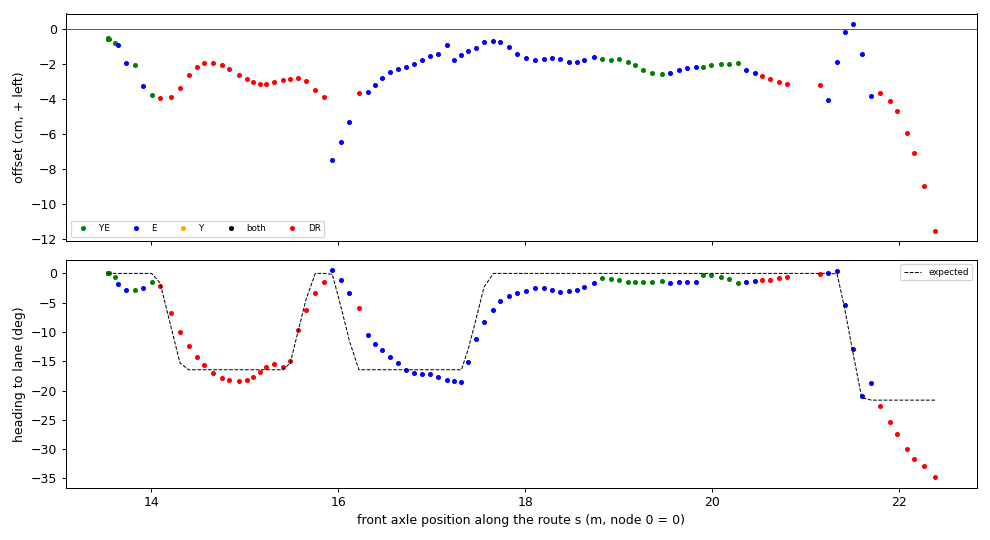 offset (cm, + left)
0
−2
−4
−6
−8
−10
−12
YE
E
Y
both
DR
heading to lane (deg)
0
−5
−10
−15
−20
−25
−30
−35
expected
14
16
18
20
22
front axle position along the route s (m, node 0 = 0)